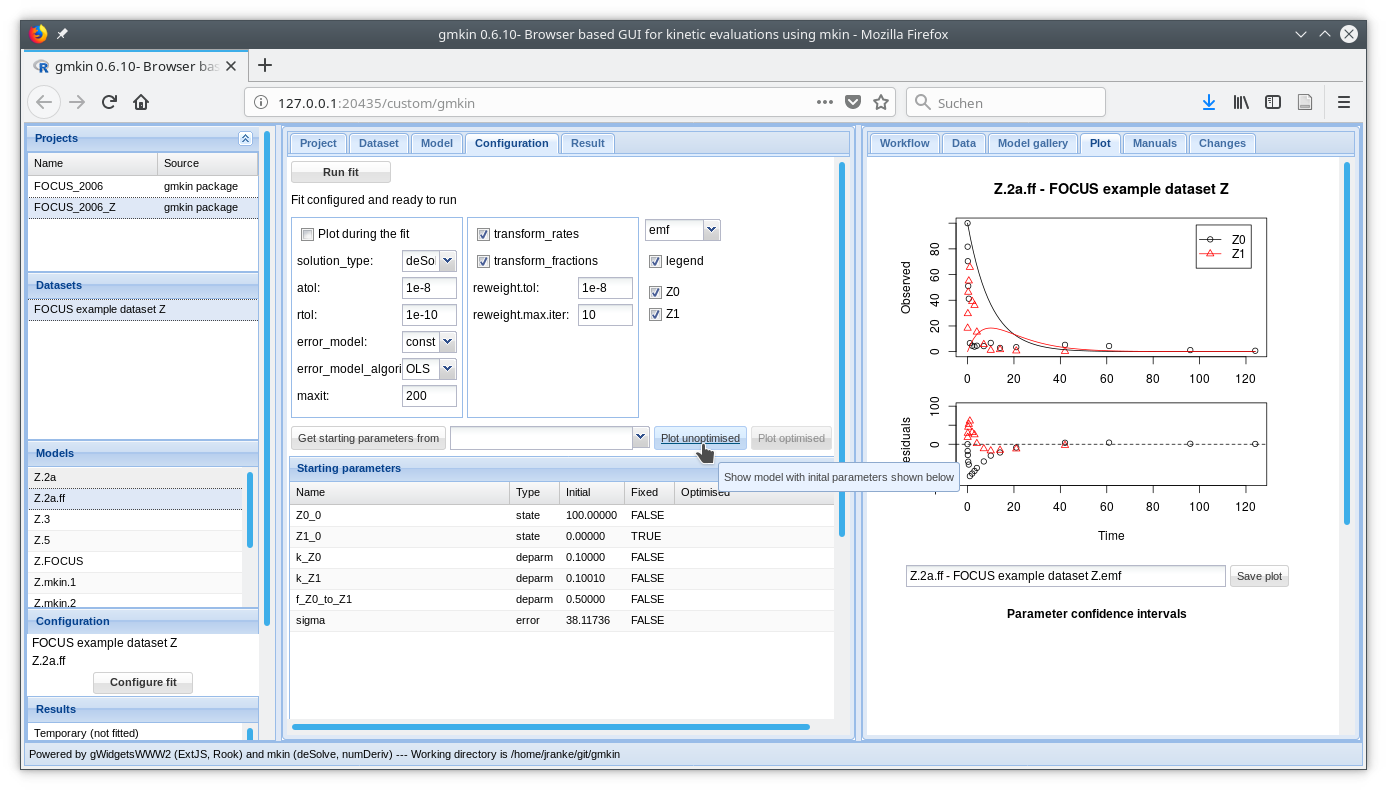 gmkin 0.6.10- Browser based GUI for kinetic evaluations using mkin - Mozilla Firefox
gmkin 0.6.10- Browser bas
127.0.0.1:20435/custom/gmkin
Suchen
Projects
Name Source
FOCUS_2006 gmkin package
FOCUS_2006_Z gmkin package
Datasets
FOCUS example dataset Z
Models
Z.2a
Z.2a.ff
Z.3
Z.5
Z.FOCUS
Z.mkin.1
Z.mkin.2
Configuration
FOCUS example dataset Z
Z.2a.ff
Configure fit
Results
Temporary (not fitted)
Project Dataset Model Configuration Result
Run fit
Fit configured and ready to run
Plot during the fit
solution_type: deSol
atol: 1e-8
rtol: 1e-10
error_model: const
error_model_algori OLS
maxit: 200
transform_rates
transform_fractions
reweight.tol: 1e-8
reweight.max.iter: 10
emf
legend
Z0
Z1
Get starting parameters from Plot unoptimised Plot optimised
Show model with inital parameters shown below
Starting parameters
Name Type Initial Fixed Optimised
Z0_0 state 100.00000 FALSE
Z1_0 state 0.00000 TRUE
k_Z0 deparm 0.10000 FALSE
k_Z1 deparm 0.10010 FALSE
f_Z0_to_Z1 deparm 0.50000 FALSE
sigma error 38.11736 FALSE
Workflow Data Model gallery Plot Manuals Changes
Z.2a.ff - FOCUS example dataset Z
Observed
80
60
40
20
0
Z0
Z1
0 20 40 60 80 100 120
esiduals
100
0
0 20 40 60 80 100 120
Time
Z.2a.ff - FOCUS example dataset Z.emf Save plot
Parameter confidence intervals
Powered by gWidgetsWWW2 (ExtJS, Rook) and mkin (deSolve, numDeriv) --- Working directory is /home/jranke/git/gmkin